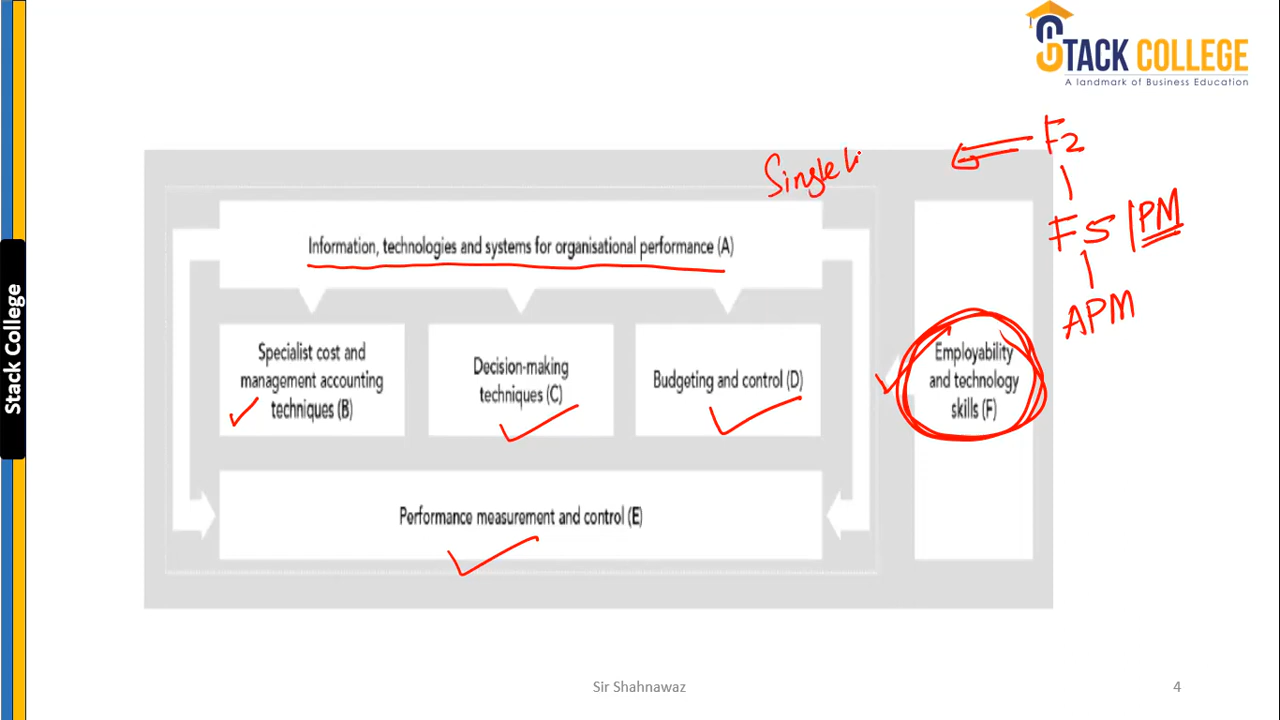 STACK COLLEGE
A landmark of Business Education
F2
F5 | PM
APM
Single
Information, technologies and systems for organisational performance (A)
Specialist cost and
management accounting
techniques (B)
Decision-making
techniques (C)
Budgeting and control (D)
Employability
and technology
skills (F)
Performance measurement and control (E)
Stack College
Sir Shahnawaz
4